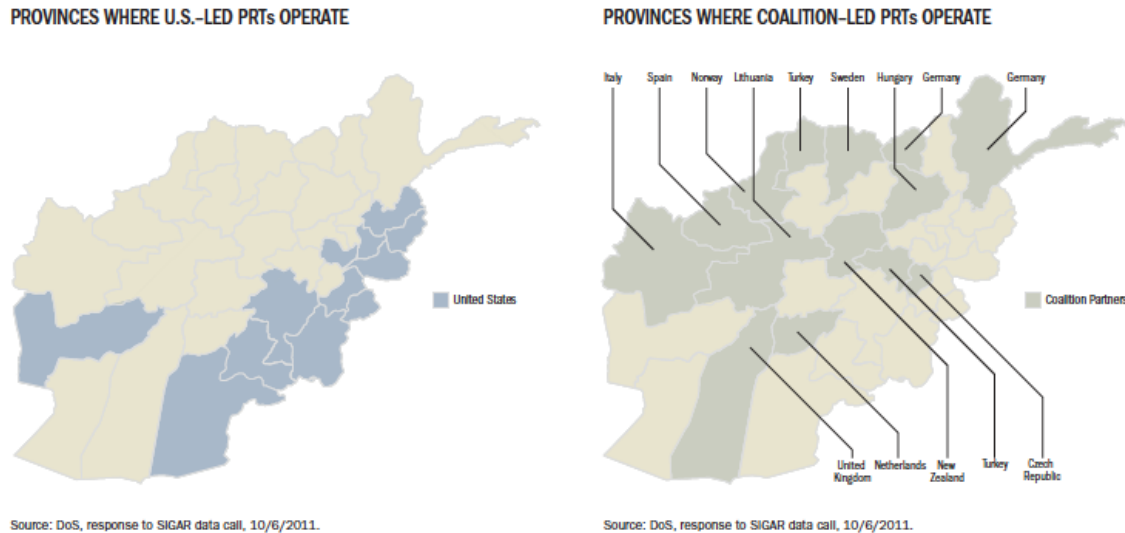 PROVINCES WHERE U.S.–LED PRTs OPERATE
United States
Source: DoS, response to SIGAR data call, 10/6/2011.
PROVINCES WHERE COALITION–LED PRTs OPERATE
Italy Spain Norway Lithuania Turkey Sweden Hungary Germany Germany
Coalition Partners
United Netherlands New Turkey Czech
Kingdom Zealand Republic
Source: DoS, response to SIGAR data call, 10/6/2011.